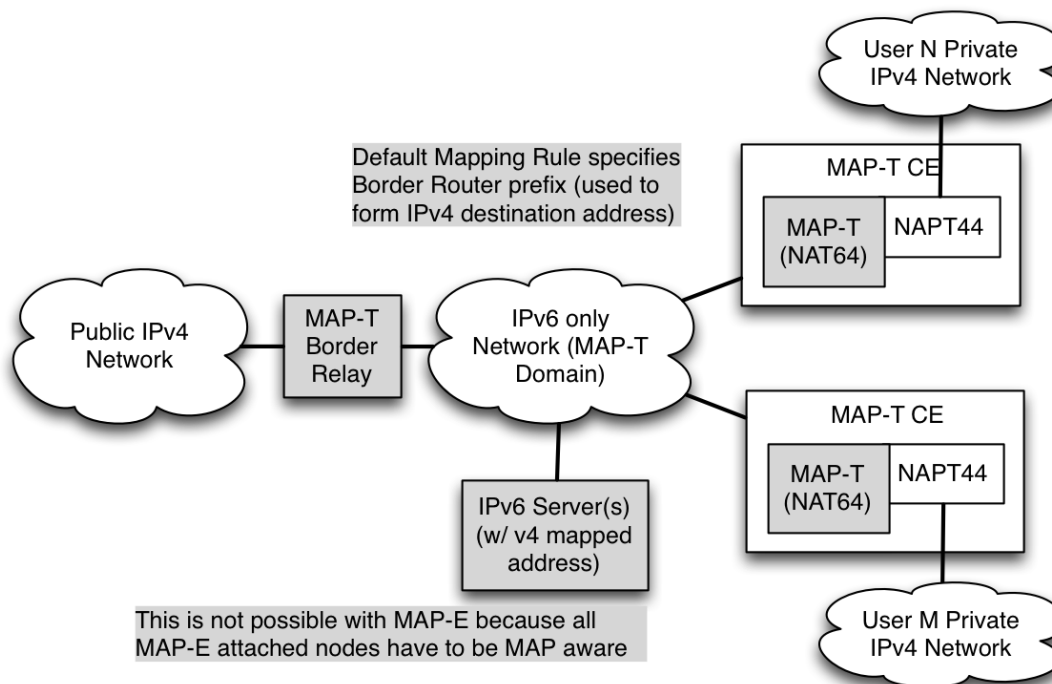 User N Private
IPv4 Network
Default Mapping Rule specifies
Border Router prefix (used to
form IPv4 destination address)
MAP-T CE
MAP-T
(NAT64)
NAPT44
Public IPv4
Network
MAP-T
Border
Relay
IPv6 only
Network (MAP-T
Domain)
MAP-T CE
MAP-T
(NAT64)
NAPT44
IPv6 Server(s)
(w/ v4 mapped
address)
This is not possible with MAP-E because all
MAP-E attached nodes have to be MAP aware
User M Private
IPv4 Network